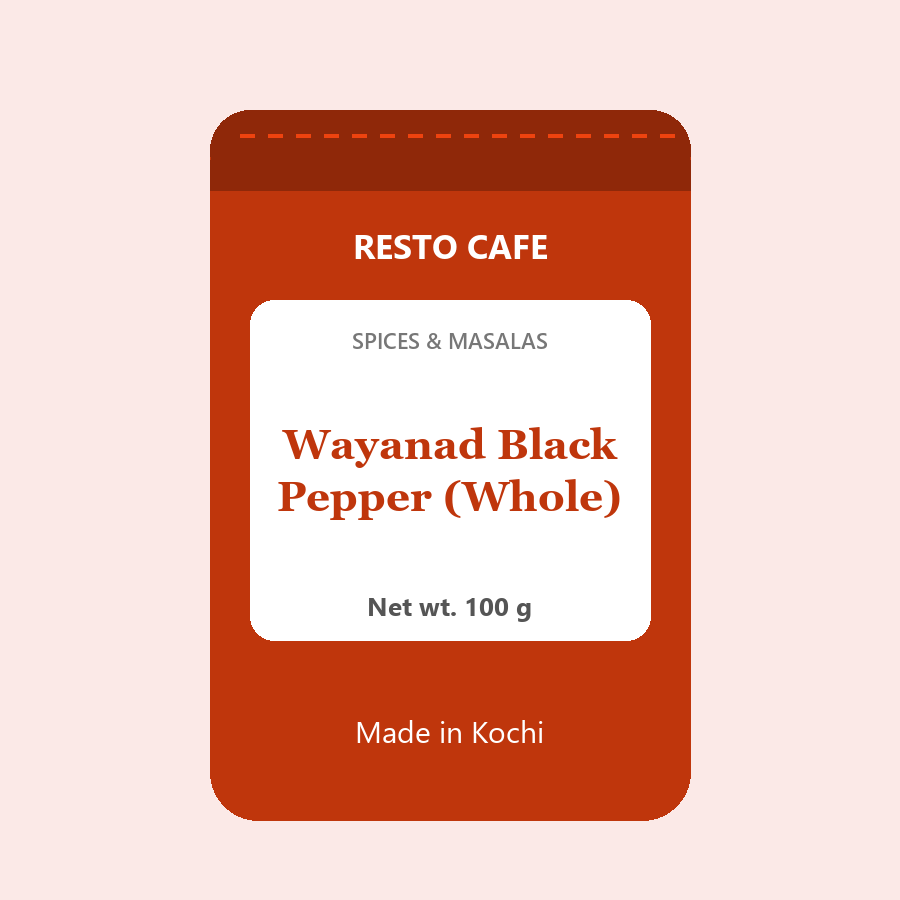 RESTO CAFE
SPICES & MASALAS
Wayanad Black
Pepper (Whole)
Net wt. 100 g
Made in Kochi